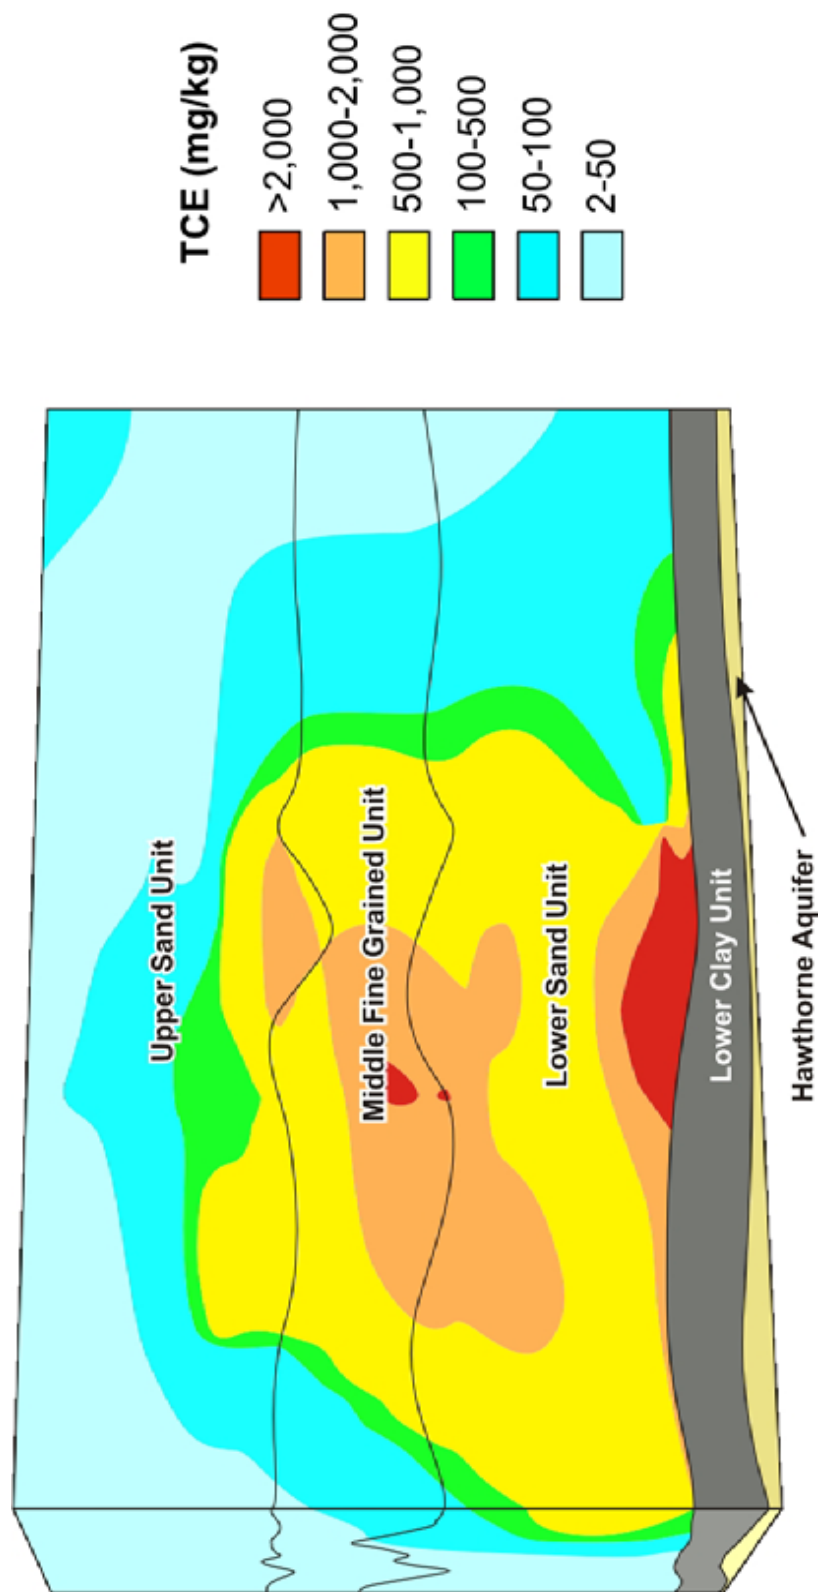 TCE (mg/kg)
>2,000
1,000-2,000
500-1,000
100-500
50-100
2-50
Upper Sand Unit
Middle Fine Grained Unit
Lower Sand Unit
Lower Clay Unit
Hawthorne Aquifer